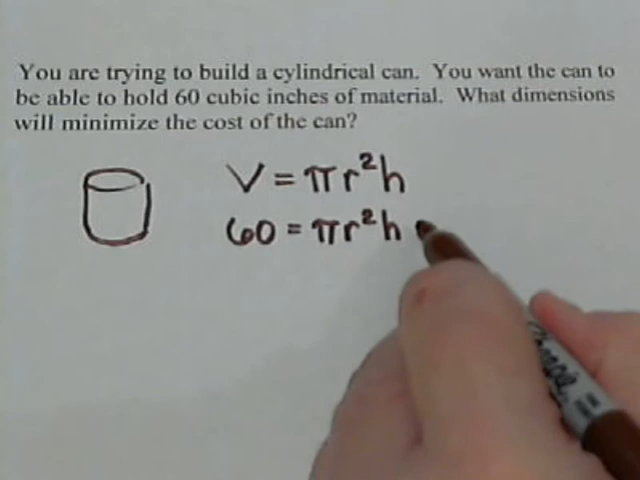 You are trying to build a cylindrical can. You want the can to
be able to hold 60 cubic inches of material. What dimensions
will minimize the cost of the can?
V = πr²h
60 = πr²h
Sharpie